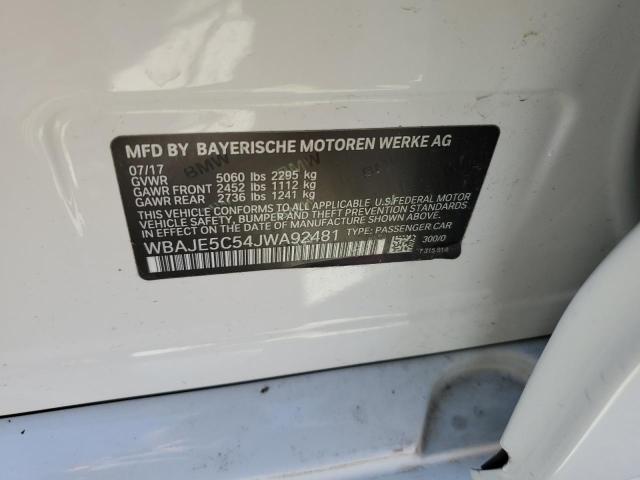 MFD BY BAYERISCHE MOTOREN WERKE AG
07/17
GVWR 5060 lbs 2295 kg
GAWR FRONT 2452 lbs 1112 kg
GAWR REAR 2736 lbs 1241 kg
THIS VEHICLE CONFORMS TO ALL APPLICABLE U.S.FEDERAL MOTOR
VEHICLE SAFETY, BUMPER, AND THEFT PREVENTION STANDARDS
IN EFFECT ON THE DATE OF MANUFACTURE SHOWN ABOVE.
WBAJE5C54JWA92481 TYPE: PASSENGER CAR
300/0
BMW
BMW